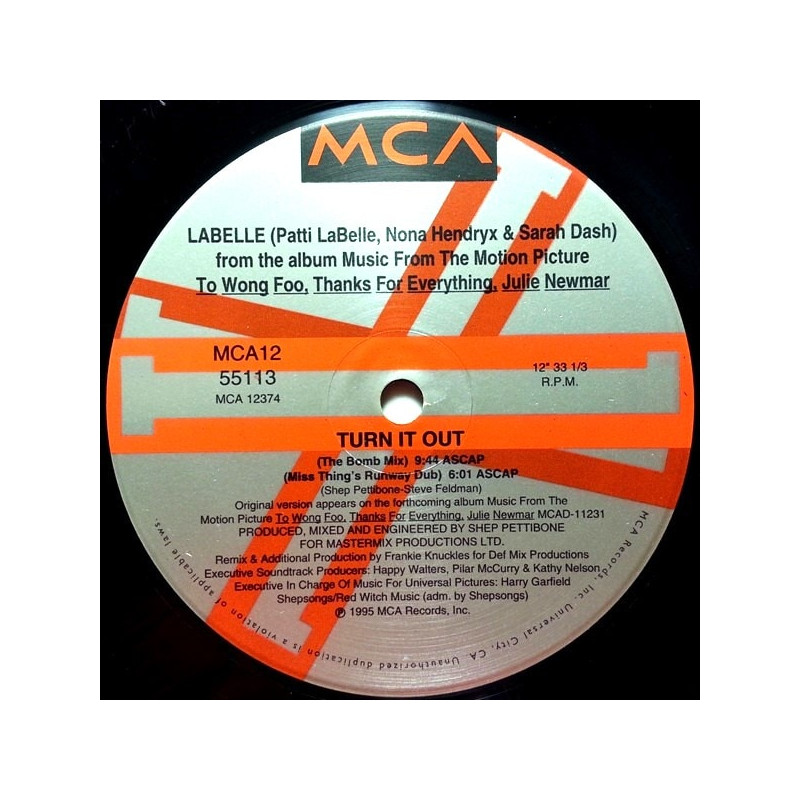 MCA
LABELLE (Patti LaBelle, Nona Hendryx & Sarah Dash)
from the album Music From The Motion Picture
To Wong Foo, Thanks For Everything, Julie Newmar
MCA12
55113
MCA 12374
12" 33 1/3
R.P.M.
TURN IT OUT
(The Bomb Mix) 9:44 ASCAP
(Miss Thing's Runway Dub) 6:01 ASCAP
(Shep Pettibone-Steve Feldman)
Original version appears on the forthcoming album Music From The
Motion Picture To Wong Foo, Thanks For Everything, Julie Newmar MCAD-11231
PRODUCED, MIXED AND ENGINEERED BY SHEP PETTIBONE
FOR MASTERMIX PRODUCTIONS LTD.
Remix & Additional Production by Frankie Knuckles for Def Mix Productions
Executive Soundtrack Producers: Happy Walters, Pilar McCurry & Kathy Nelson
Executive In Charge Of Music For Universal Pictures: Harry Garfield
Shepsongs/Red Witch Music (adm. by Shepsongs)
℗ 1995 MCA Records, Inc.
MCA Records, Inc. Universal City, CA. Unauthorized duplication is a violation of applicable laws.